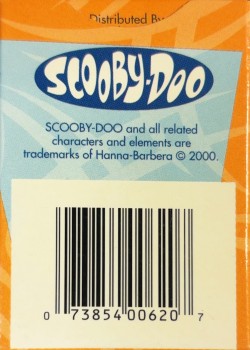 Distributed By
SCOOBY-DOO
SCOOBY-DOO and all related
characters and elements are
trademarks of Hanna-Barbera © 2000.
0 73854 00620 7